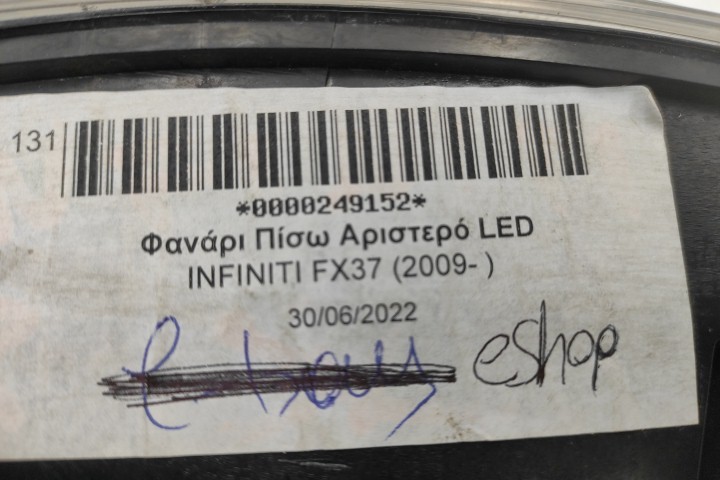 131
*0000249152*
Φανάρι Πίσω Αριστερό LED
INFINITI FX37 (2009- )
30/06/2022
eshop